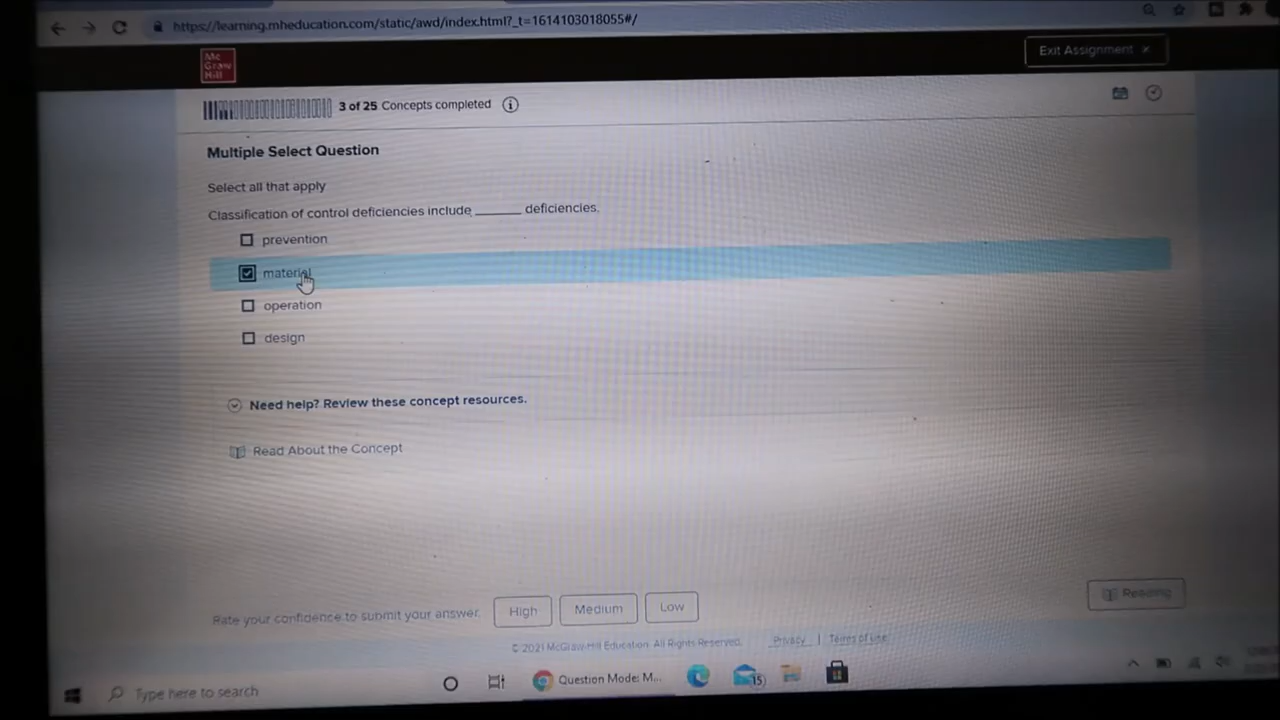 https://learning.mheducation.com/static/awd/index.html?_t=1614103018055#/
Mc
Graw
Hill
Exit Assignment ×
3 of 25 Concepts completed
Multiple Select Question
Select all that apply
Classification of control deficiencies include ______ deficiencies.
prevention
material
operation
design
Need help? Review these concept resources.
Read About the Concept
Rate your confidence to submit your answer.
High
Medium
Low
Reading
© 2021 McGraw-Hill Education. All Rights Reserved.
Privacy | Terms of use
Type here to search
Question Mode: M...
15